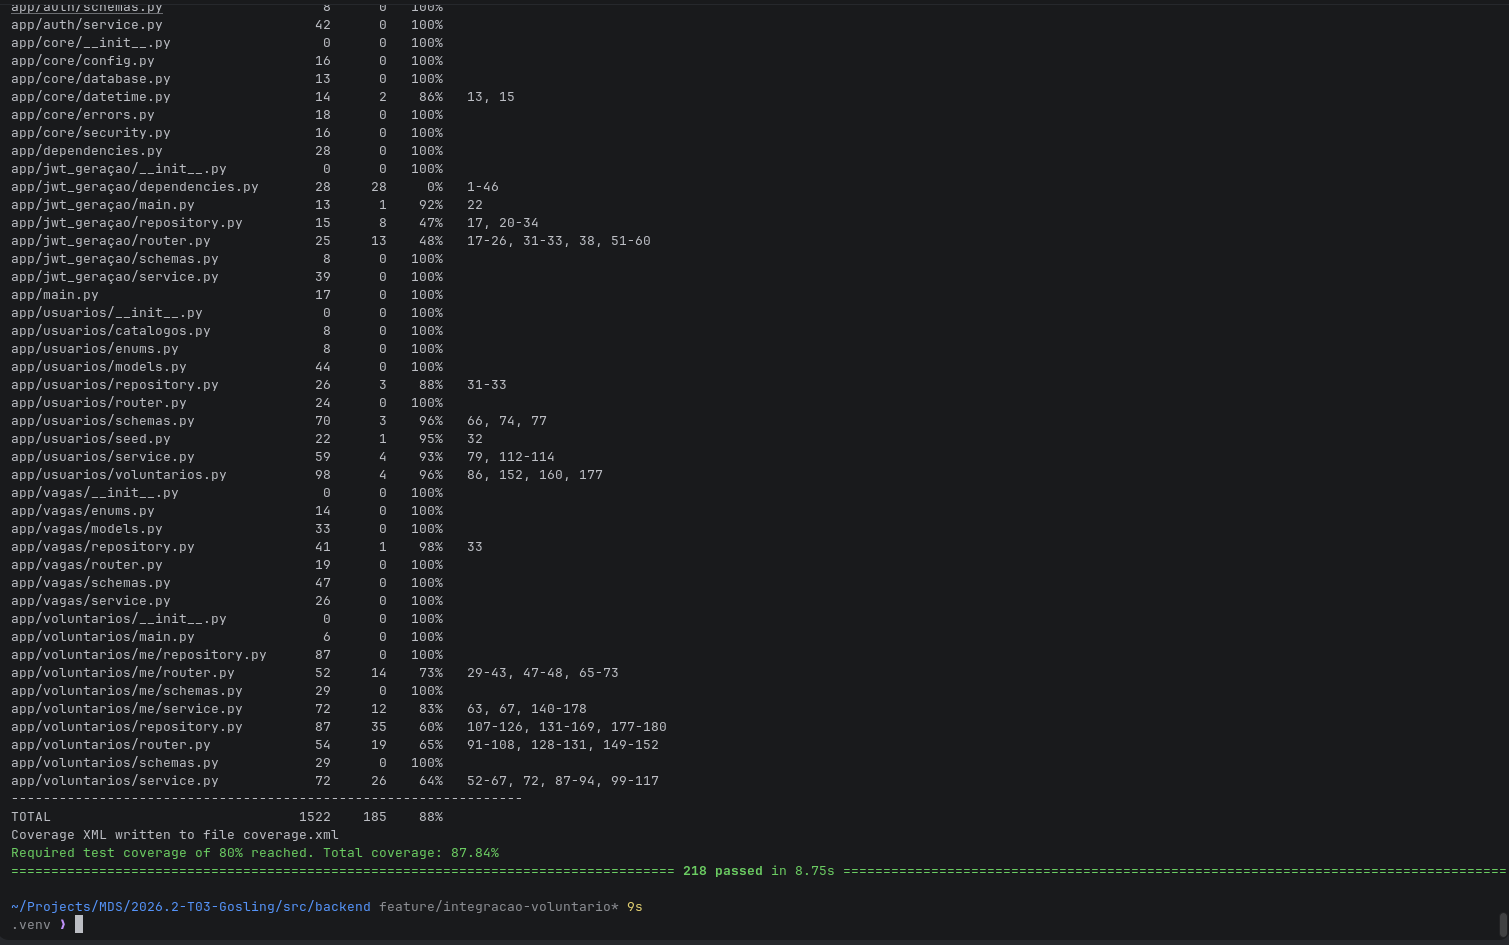 app/auth/schemas.py 8 0 100%
app/auth/service.py 42 0 100%
app/core/__init__.py 0 0 100%
app/core/config.py 16 0 100%
app/core/database.py 13 0 100%
app/core/datetime.py 14 2 86% 13, 15
app/core/errors.py 18 0 100%
app/core/security.py 16 0 100%
app/dependencies.py 28 0 100%
app/jwt_geraçao/__init__.py 0 0 100%
app/jwt_geraçao/dependencies.py 28 28 0% 1-46
app/jwt_geraçao/main.py 13 1 92% 22
app/jwt_geraçao/repository.py 15 8 47% 17, 20-34
app/jwt_geraçao/router.py 25 13 48% 17-26, 31-33, 38, 51-60
app/jwt_geraçao/schemas.py 8 0 100%
app/jwt_geraçao/service.py 39 0 100%
app/main.py 17 0 100%
app/usuarios/__init__.py 0 0 100%
app/usuarios/catalogos.py 8 0 100%
app/usuarios/enums.py 8 0 100%
app/usuarios/models.py 44 0 100%
app/usuarios/repository.py 26 3 88% 31-33
app/usuarios/router.py 24 0 100%
app/usuarios/schemas.py 70 3 96% 66, 74, 77
app/usuarios/seed.py 22 1 95% 32
app/usuarios/service.py 59 4 93% 79, 112-114
app/usuarios/voluntarios.py 98 4 96% 86, 152, 160, 177
app/vagas/__init__.py 0 0 100%
app/vagas/enums.py 14 0 100%
app/vagas/models.py 33 0 100%
app/vagas/repository.py 41 1 98% 33
app/vagas/router.py 19 0 100%
app/vagas/schemas.py 47 0 100%
app/vagas/service.py 26 0 100%
app/voluntarios/__init__.py 0 0 100%
app/voluntarios/main.py 6 0 100%
app/voluntarios/me/repository.py 87 0 100%
app/voluntarios/me/router.py 52 14 73% 29-43, 47-48, 65-73
app/voluntarios/me/schemas.py 29 0 100%
app/voluntarios/me/service.py 72 12 83% 63, 67, 140-178
app/voluntarios/repository.py 87 35 60% 107-126, 131-169, 177-180
app/voluntarios/router.py 54 19 65% 91-108, 128-131, 149-152
app/voluntarios/schemas.py 29 0 100%
app/voluntarios/service.py 72 26 64% 52-67, 72, 87-94, 99-117
----------------------------------------------------------------
TOTAL 1522 185 88%
Coverage XML written to file coverage.xml
Required test coverage of 80% reached. Total coverage: 87.84%
=================================================================================== 218 passed in 8.75s ===================================================================================
~/Projects/MDS/2026.2-T03-Gosling/src/backend feature/integracao-voluntario* 9s
.venv ❯